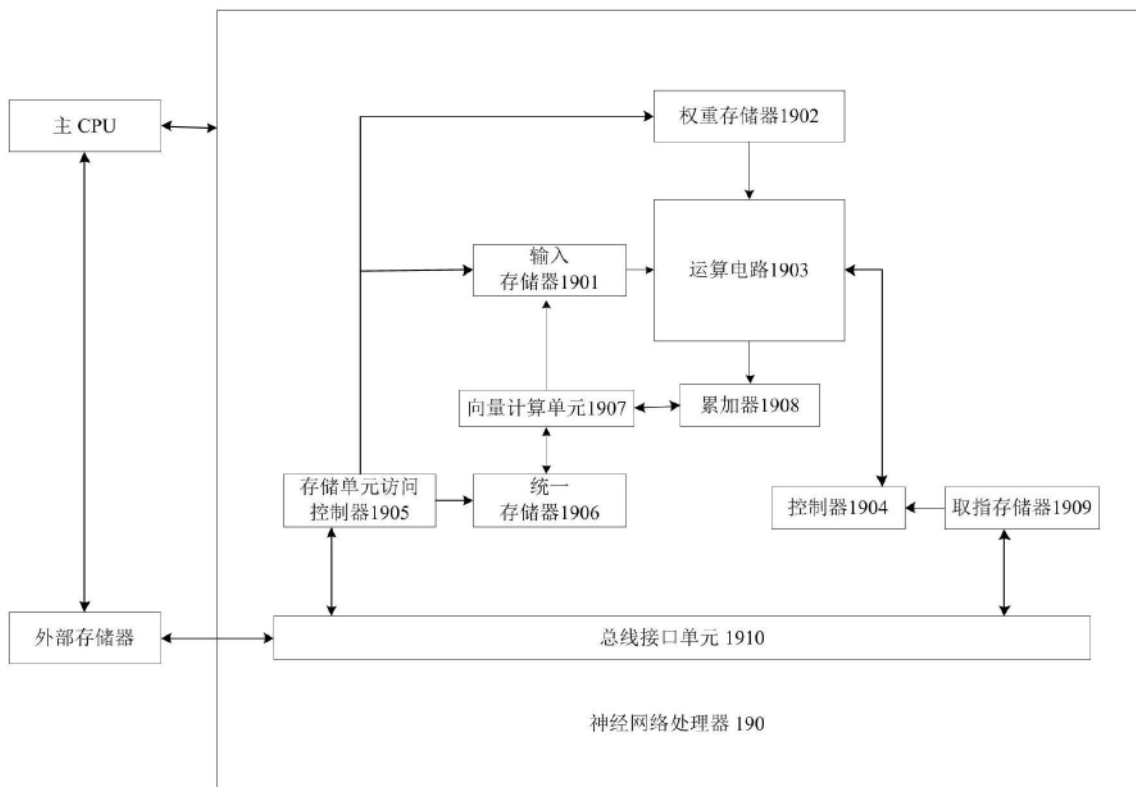 主 CPU
权重存储器1902
输入
存储器1901
运算电路1903
向量计算单元1907
累加器1908
存储单元访问
控制器1905
统一
存储器1906
控制器1904
取指存储器1909
外部存储器
总线接口单元 1910
神经网络处理器 190